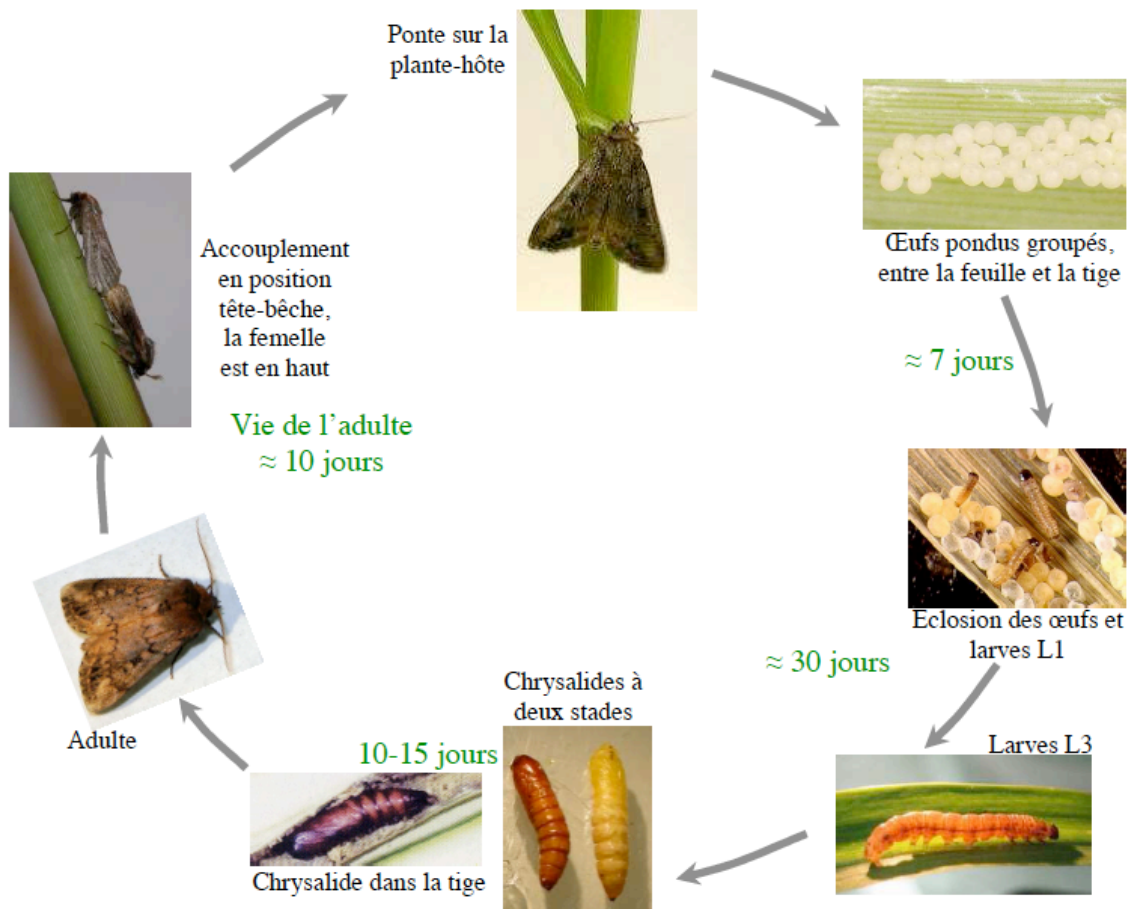 Ponte sur la
plante-hôte
Œufs pondus groupés,
entre la feuille et la tige
≈ 7 jours
Eclosion des œufs et
larves L1
≈ 30 jours
Larves L3
Chrysalides à
deux stades
10-15 jours
Chrysalide dans la tige
Adulte
Vie de l’adulte
≈ 10 jours
Accouplement
en position
tête-bêche,
la femelle
est en haut